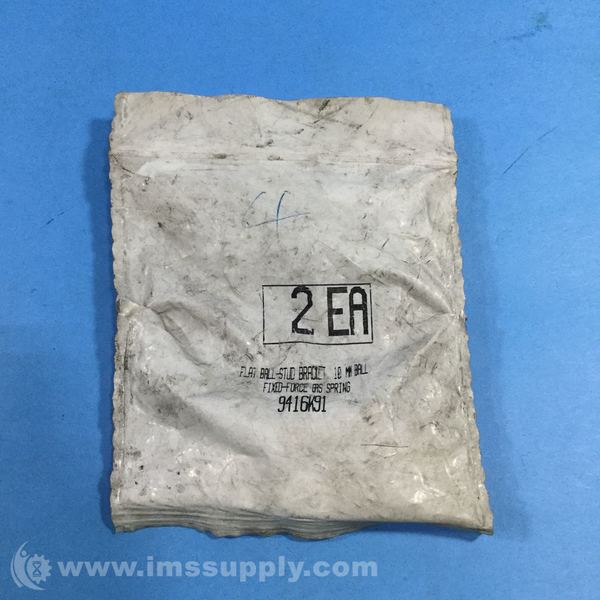 2 EA
FLAT BALL-STUD BRACKET 10 MM BALL
FIXED-FORCE GAS SPRING
9416K91
www.imssupply.com